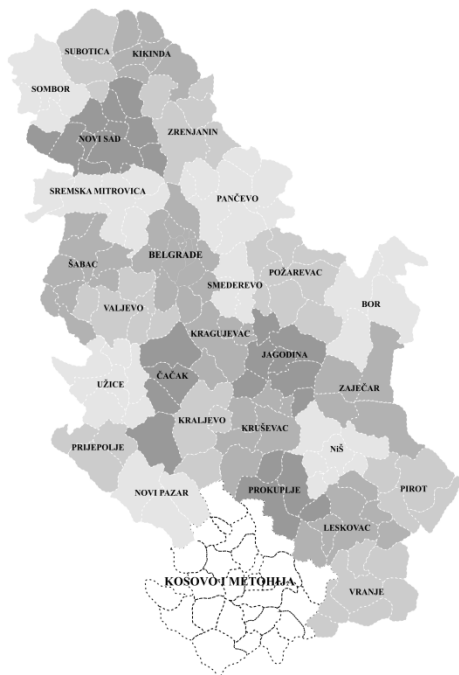 SUBOTICA
KIKINDA
SOMBOR
NOVI SAD
ZRENJANIN
SREMSKA MITROVICA
PANČEVO
BELGRADE
ŠABAC
POŽAREVAC
SMEDEREVO
BOR
VALJEVO
KRAGUJEVAC
JAGODINA
UŽICE
ČAČAK
ZAJEČAR
KRALJEVO
KRUŠEVAC
PRIJEPOLJE
NiŠ
NOVI PAZAR
PROKUPLJE
PIROT
LESKOVAC
KOSOVO I METOHIJA
VRANJE